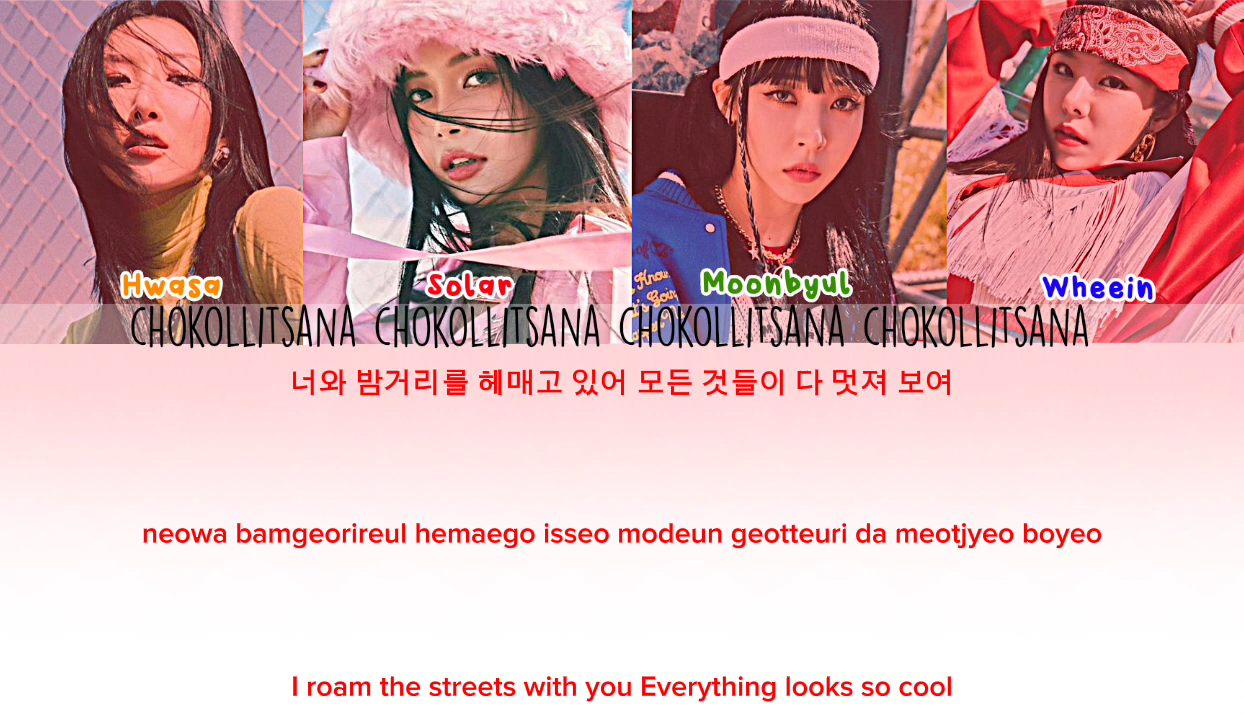 Hwasa
Solar
Moonbyul
Wheein
CHOKOLLITSANA CHOKOLLITSANA CHOKOLLITSANA CHOKOLLITSANA
너와 밤거리를 헤매고 있어 모든 것들이 다 멋져 보여
neowa bamgeorireul hemaego isseo modeun geotteuri da meotjyeo boyeo
I roam the streets with you Everything looks so cool